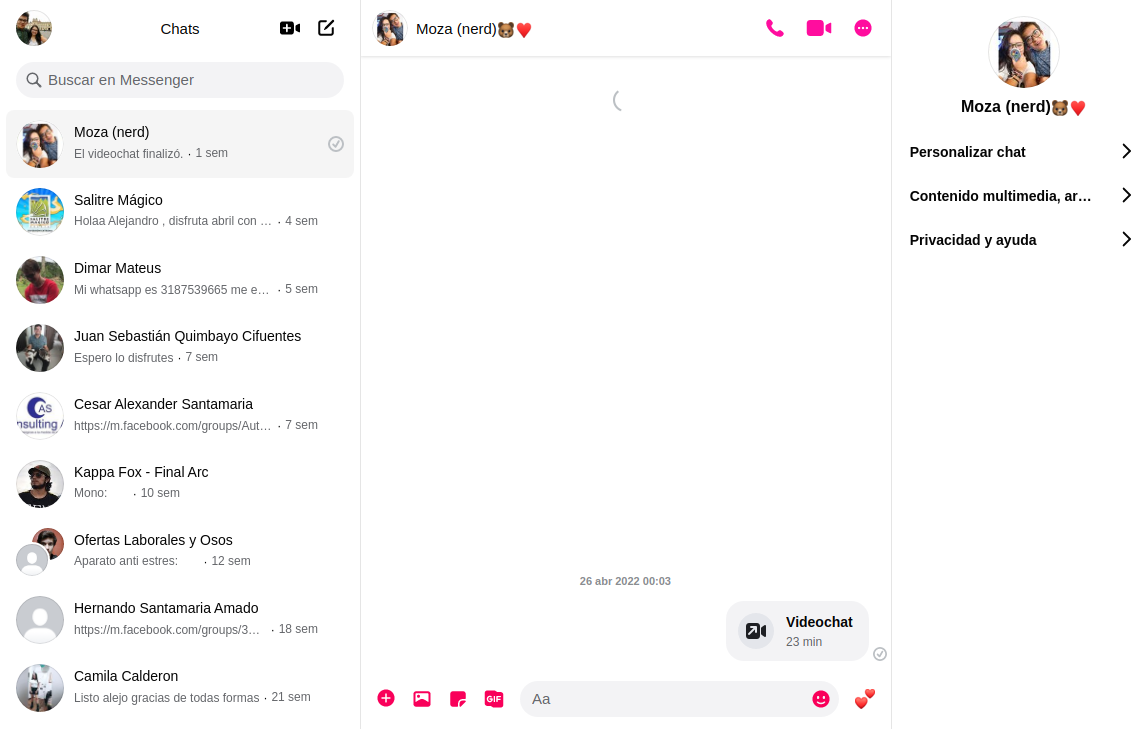 Chats
Buscar en Messenger
Moza (nerd)
El videochat finalizó. · 1 sem
Salitre Mágico
Holaa Alejandro , disfruta abril con … · 4 sem
Dimar Mateus
Mi whatsapp es 3187539665 me e… · 5 sem
Juan Sebastián Quimbayo Cifuentes
Espero lo disfrutes · 7 sem
Cesar Alexander Santamaria
https://m.facebook.com/groups/Aut… · 7 sem
Kappa Fox - Final Arc
Mono: · 10 sem
Ofertas Laborales y Osos
Aparato anti estres: · 12 sem
Hernando Santamaria Amado
https://m.facebook.com/groups/3… · 18 sem
Camila Calderon
Listo alejo gracias de todas formas · 21 sem
Moza (nerd)🐻♥️
26 abr 2022 00:03
Videochat
23 min
GIF
Aa
Moza (nerd)🐻♥️
Personalizar chat
Contenido multimedia, ar…
Privacidad y ayuda